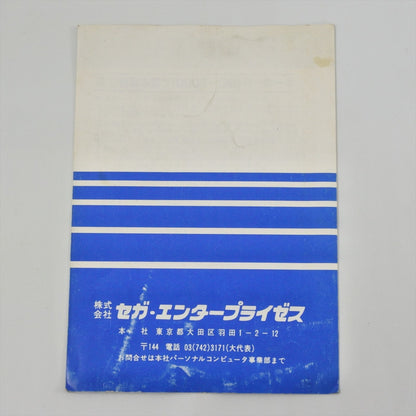 株式会社 セガ・エンタープライゼス
本　社 東京都大田区羽田1-2-12
〒144 電話 03(742)3171(大代表)
お問合せは本社パーソナルコンピュータ事業部まで